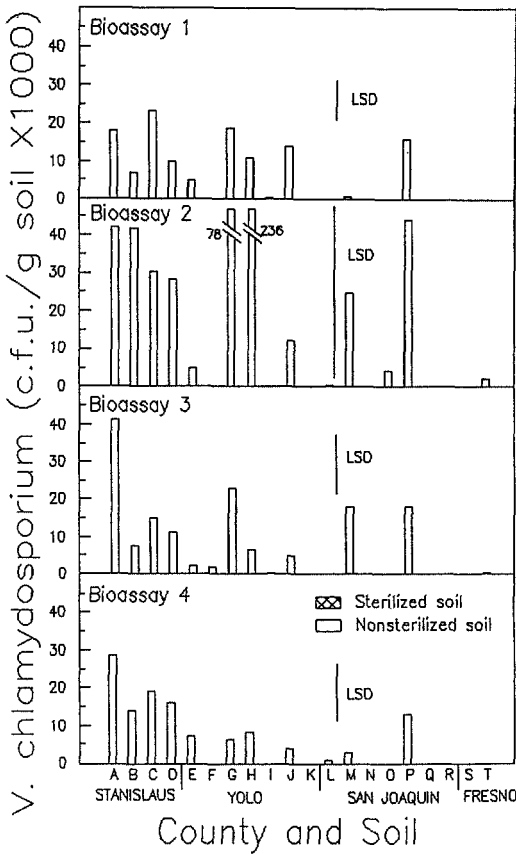 V. chlamydosporium (c.f.u./g soil X1000)
Bioassay 1
40
30
20
10
0
LSD
Bioassay 2
40
30
20
10
0
78
236
LSD
Bioassay 3
40
30
20
10
0
LSD
Bioassay 4
40
30
20
10
0
Sterilized soil
Nonsterilized soil
LSD
A B C D E F G H I J K L M N O P Q R S T
STANISLAUS YOLO SAN JOAQUIN FRESNO
County and Soil